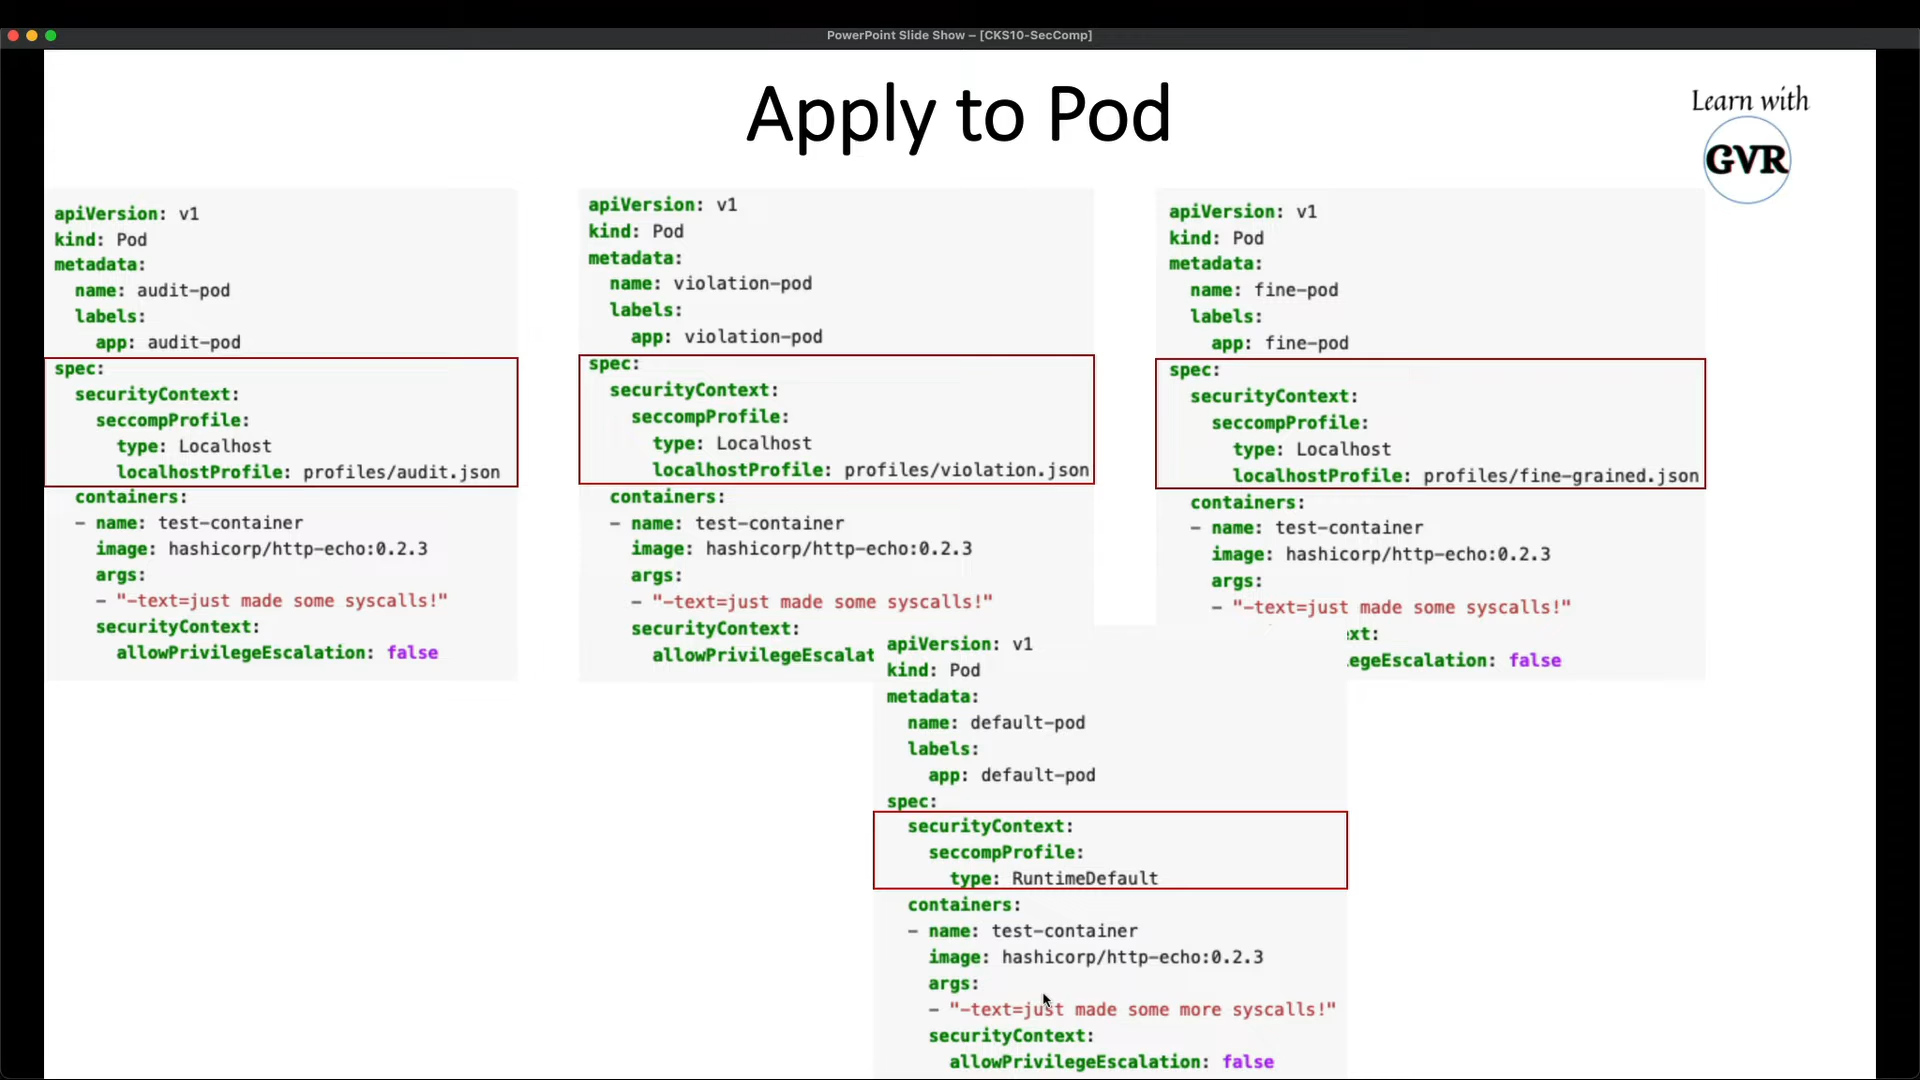 PowerPoint Slide Show – [CKS10-SecComp]
Apply to Pod
Learn with
GVR
apiVersion: v1
kind: Pod
metadata:
  name: audit-pod
  labels:
    app: audit-pod
spec:
  securityContext:
    seccompProfile:
      type: Localhost
      localhostProfile: profiles/audit.json
  containers:
  - name: test-container
    image: hashicorp/http-echo:0.2.3
    args:
    - "-text=just made some syscalls!"
    securityContext:
      allowPrivilegeEscalation: false
apiVersion: v1
kind: Pod
metadata:
  name: violation-pod
  labels:
    app: violation-pod
spec:
  securityContext:
    seccompProfile:
      type: Localhost
      localhostProfile: profiles/violation.json
  containers:
  - name: test-container
    image: hashicorp/http-echo:0.2.3
    args:
    - "-text=just made some syscalls!"
    securityContext:
      allowPrivilegeEscalat
apiVersion: v1
kind: Pod
metadata:
  name: fine-pod
  labels:
    app: fine-pod
spec:
  securityContext:
    seccompProfile:
      type: Localhost
      localhostProfile: profiles/fine-grained.json
  containers:
  - name: test-container
    image: hashicorp/http-echo:0.2.3
    args:
    - "-text=just made some syscalls!"
ext:
egeEscalation: false
apiVersion: v1
kind: Pod
metadata:
  name: default-pod
  labels:
    app: default-pod
spec:
  securityContext:
    seccompProfile:
      type: RuntimeDefault
  containers:
  - name: test-container
    image: hashicorp/http-echo:0.2.3
    args:
    - "-text=just made some more syscalls!"
    securityContext:
      allowPrivilegeEscalation: false